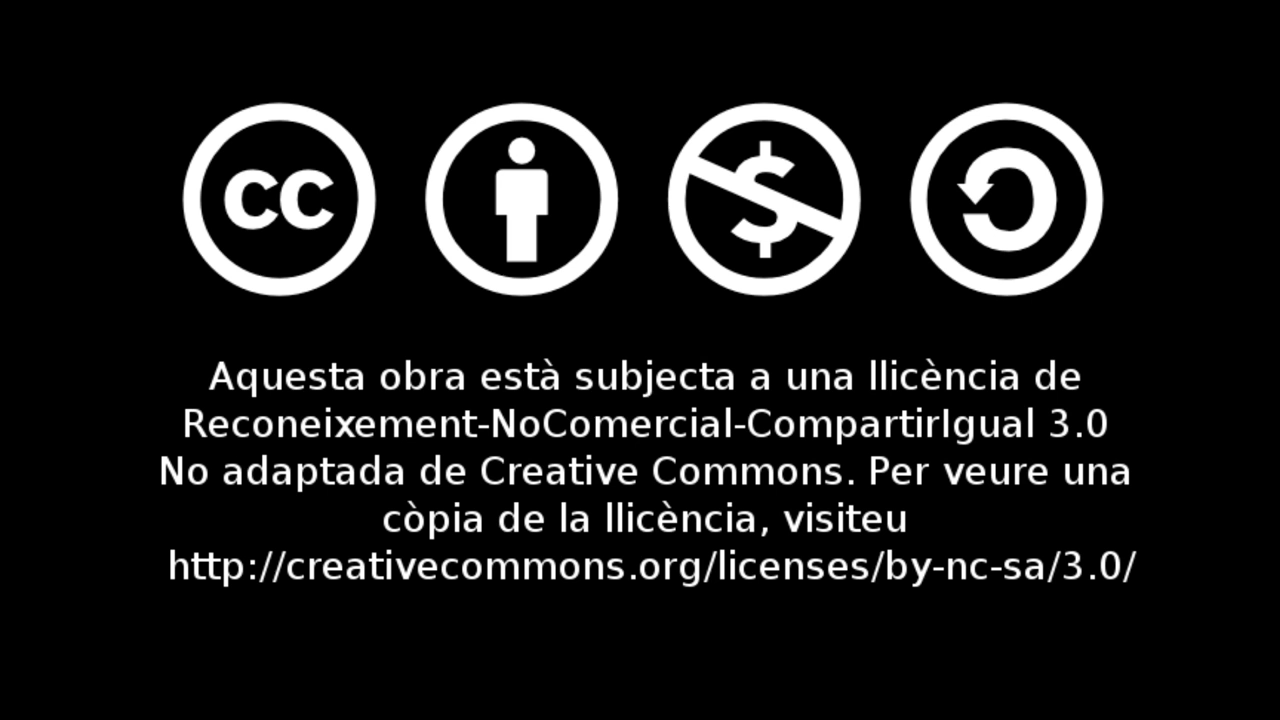 cc
Aquesta obra està subjecta a una llicència de
Reconeixement-NoComercial-CompartirIgual 3.0
No adaptada de Creative Commons. Per veure una
còpia de la llicència, visiteu
http://creativecommons.org/licenses/by-nc-sa/3.0/